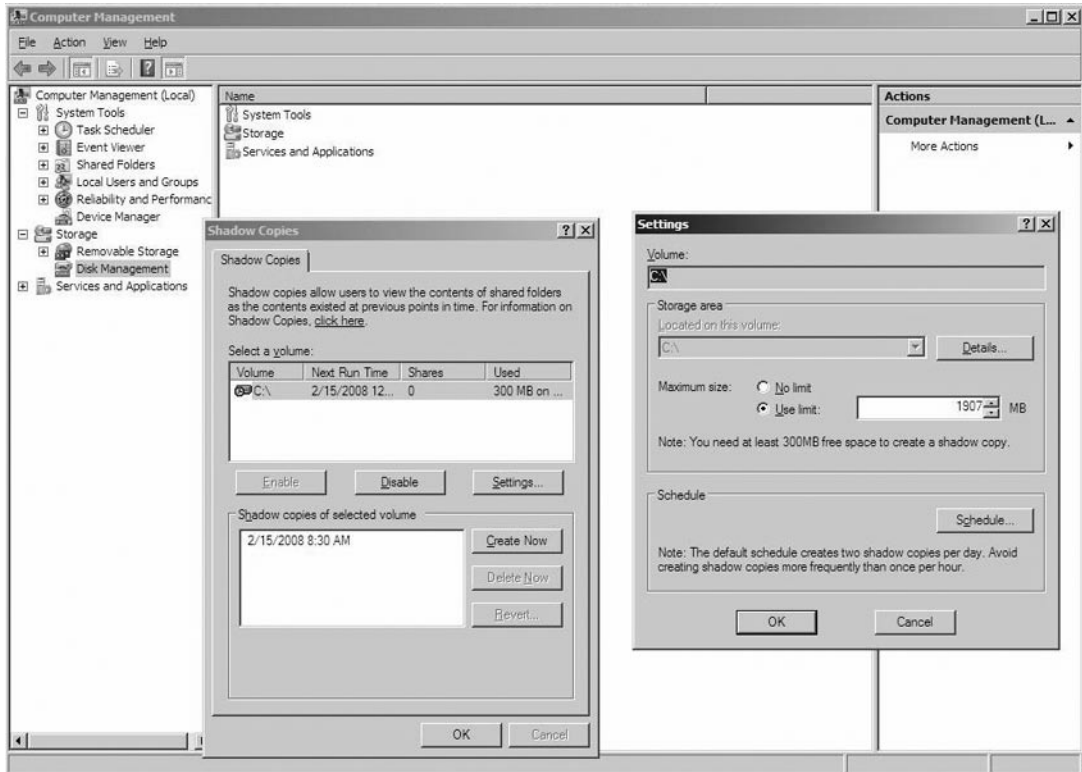 Computer Management
File Action View Help
Computer Management (Local)
System Tools
Task Scheduler
Event Viewer
Shared Folders
Local Users and Groups
Reliability and Performanc
Device Manager
Storage
Removable Storage
Disk Management
Services and Applications
Name
System Tools
Storage
Services and Applications
Actions
Computer Management (L...
More Actions
Shadow Copies
Shadow Copies
Shadow copies allow users to view the contents of shared folders
as the contents existed at previous points in time. For information on
Shadow Copies, click here.
Select a volume:
Volume Next Run Time Shares Used
C:\ 2/15/2008 12... 0 300 MB on ...
Enable Disable Settings...
Shadow copies of selected volume
2/15/2008 8:30 AM
Create Now
Delete Now
Revert...
OK Cancel
Settings
Volume:
C:\
Storage area
Located on this volume:
C:\ Details...
Maximum size: No limit
Use limit: 1907 MB
Note: You need at least 300MB free space to create a shadow copy.
Schedule
Schedule...
Note: The default schedule creates two shadow copies per day. Avoid
creating shadow copies more frequently than once per hour.
OK Cancel